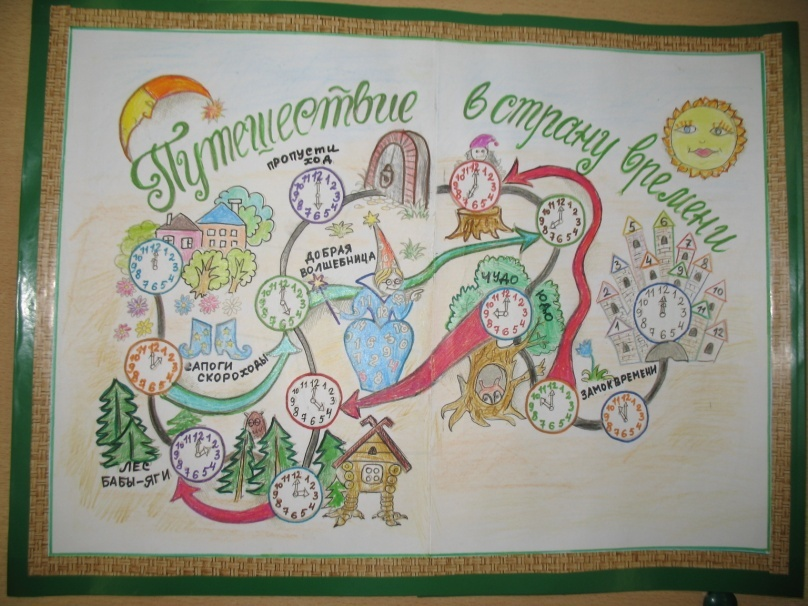 Путешествие
в страну времени
ПРОПУСТИ
ХОД
ДОБРАЯ
ВОЛШЕБНИЦА
ЧУДО
ЮДО
САПОГИ
СКОРОХОДЫ
ЗАМОК ВРЕМЕНИ
ЛЕС
БАБЫ-ЯГИ